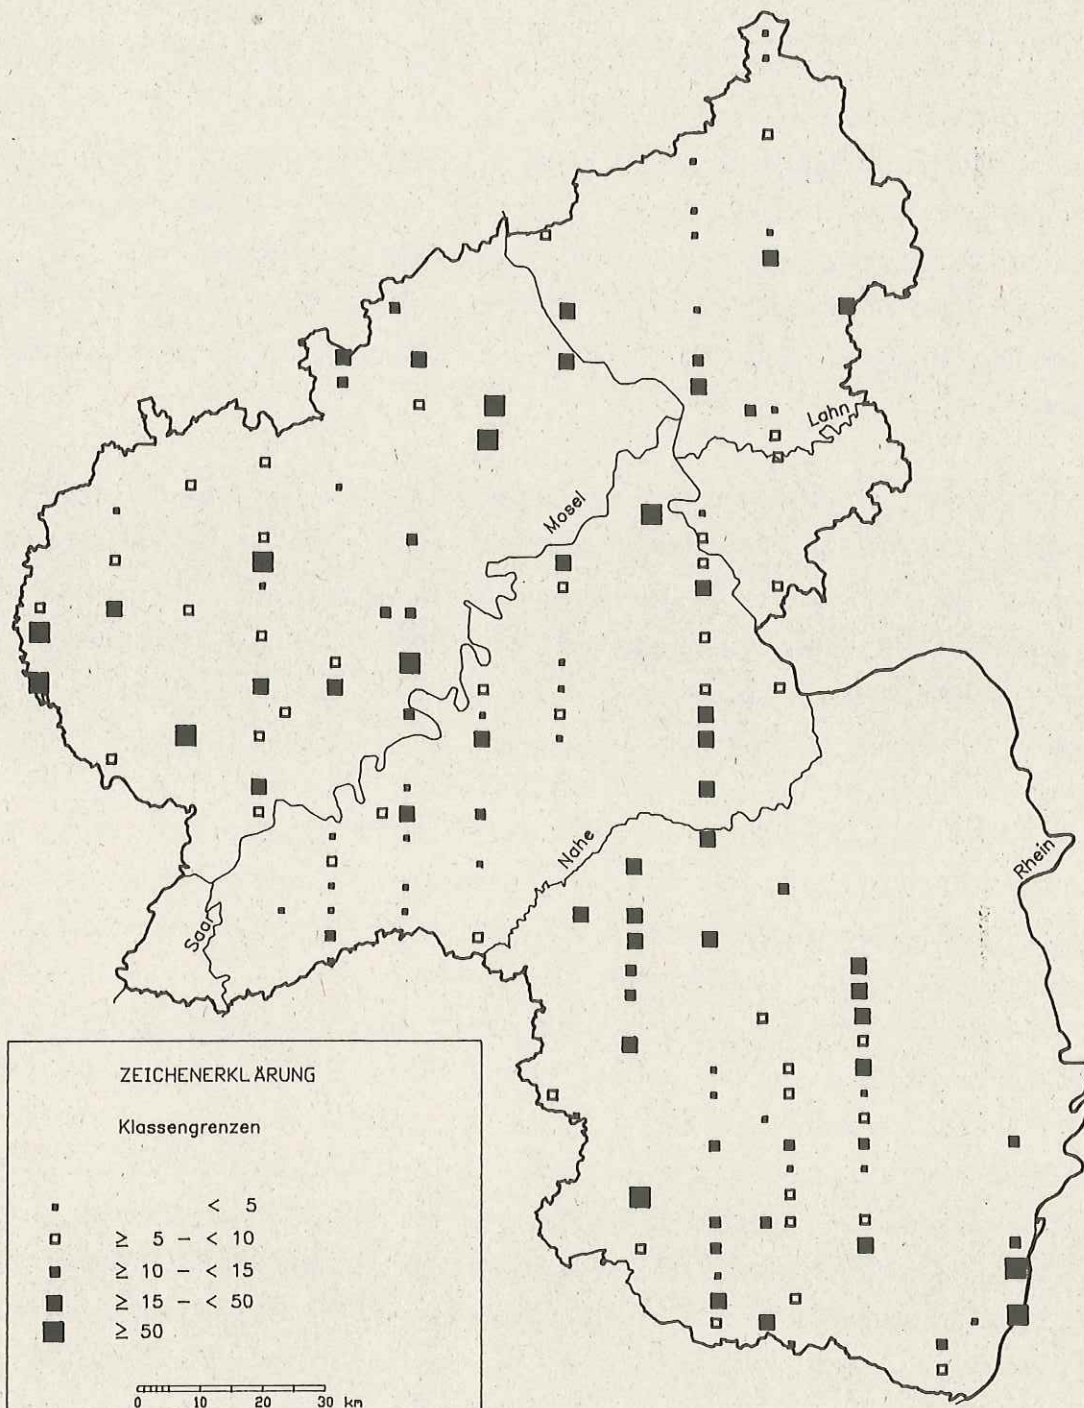 Lahn
Mosel
Nahe
Rhein
Saar
ZEICHENERKLÄRUNG
Klassengrenzen
< 5
≥ 5 – < 10
≥ 10 – < 15
≥ 15 – < 50
≥ 50
0 10 20 30 km